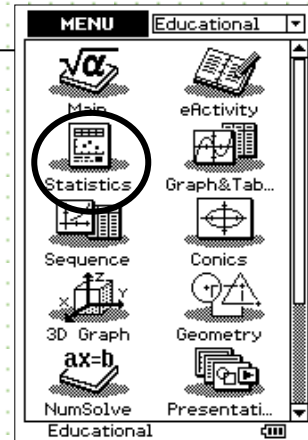 MENU Educational
√α
Main eActivity
Statistics Graph&Tab...
Sequence Conics
Z
X Y
3D Graph Geometry
ax=b
NumSolve Presentati...
Educational